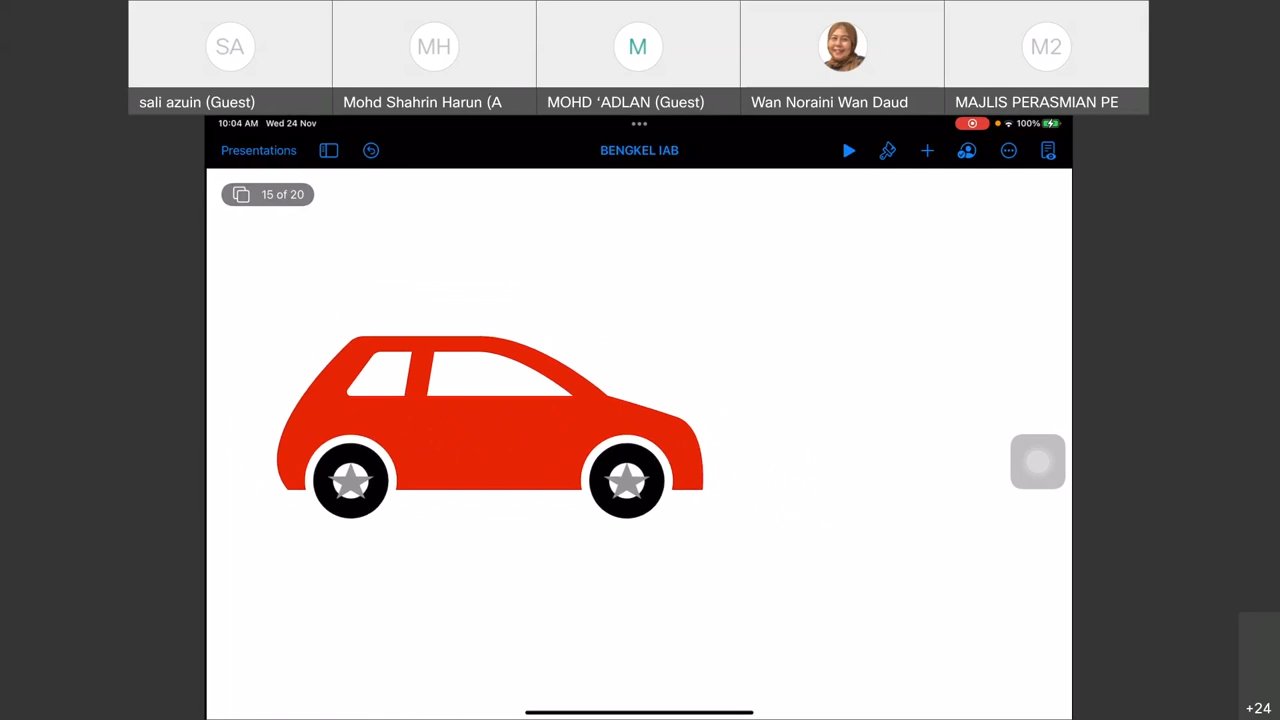 SA
MH
M
M2
sali azuin (Guest)
Mohd Shahrin Harun (A
MOHD ‘ADLAN (Guest)
Wan Noraini Wan Daud
MAJLIS PERASMIAN PE
10:04 AM Wed 24 Nov
100%
Presentations
BENGKEL IAB
15 of 20
+24